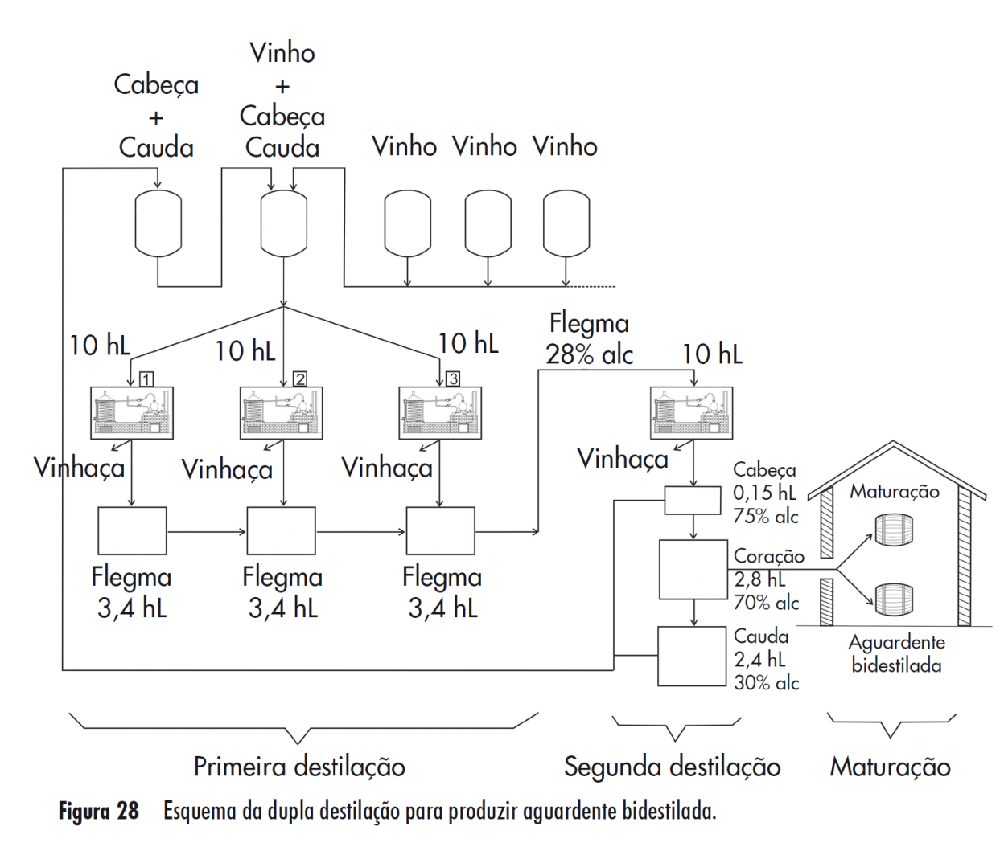 Cabeça
+
Cauda
Vinho
+
Cabeça
Cauda
Vinho
Vinho
Vinho
10 hL
10 hL
10 hL
Flegma
28% alc
10 hL
1
2
3
Vinhaça
Vinhaça
Vinhaça
Vinhaça
Flegma
3,4 hL
Flegma
3,4 hL
Flegma
3,4 hL
Cabeça
0,15 hL
75% alc
Coração
2,8 hL
70% alc
Cauda
2,4 hL
30% alc
Maturação
Aguardente
bidestilada
Primeira destilação
Segunda destilação
Maturação
Figura 28 Esquema da dupla destilação para produzir aguardente bidestilada.